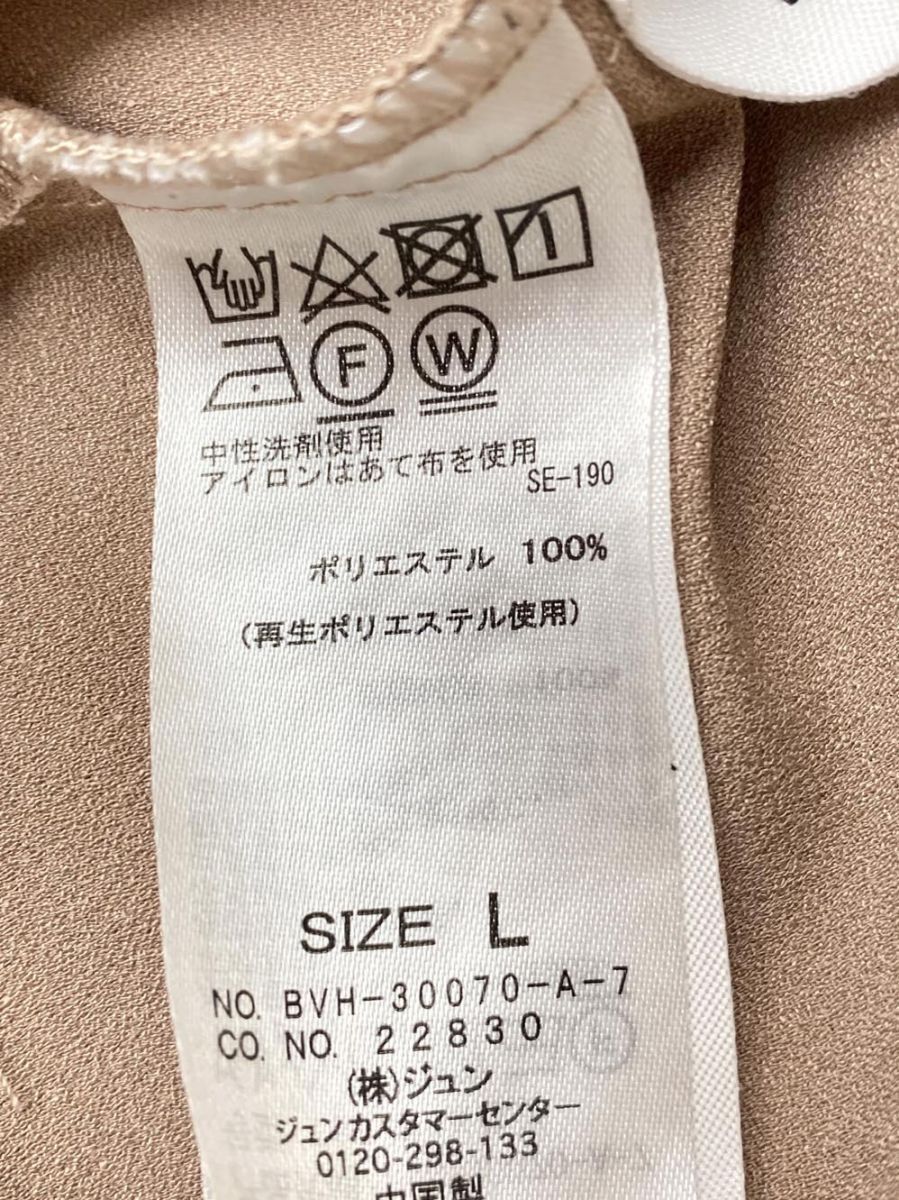 F W
中性洗剤使用
アイロンはあて布を使用
SE-190
ポリエステル 100%
(再生ポリエステル使用)
SIZE L
NO. BVH-30070-A-7
CO. NO. 22830
(株)ジュン
ジュンカスタマーセンター
0120-298-133
中国製